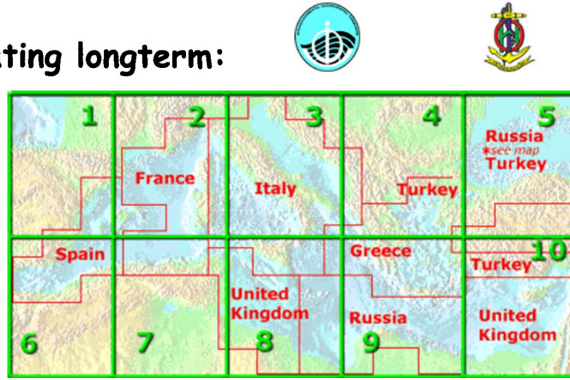 ting longterm:
1
2
3
4
5
Russia
*see map
Turkey
France
Italy
Turkey
Spain
Greece
10
Turkey
United
Kingdom
Russia
United
Kingdom
6
7
8
9